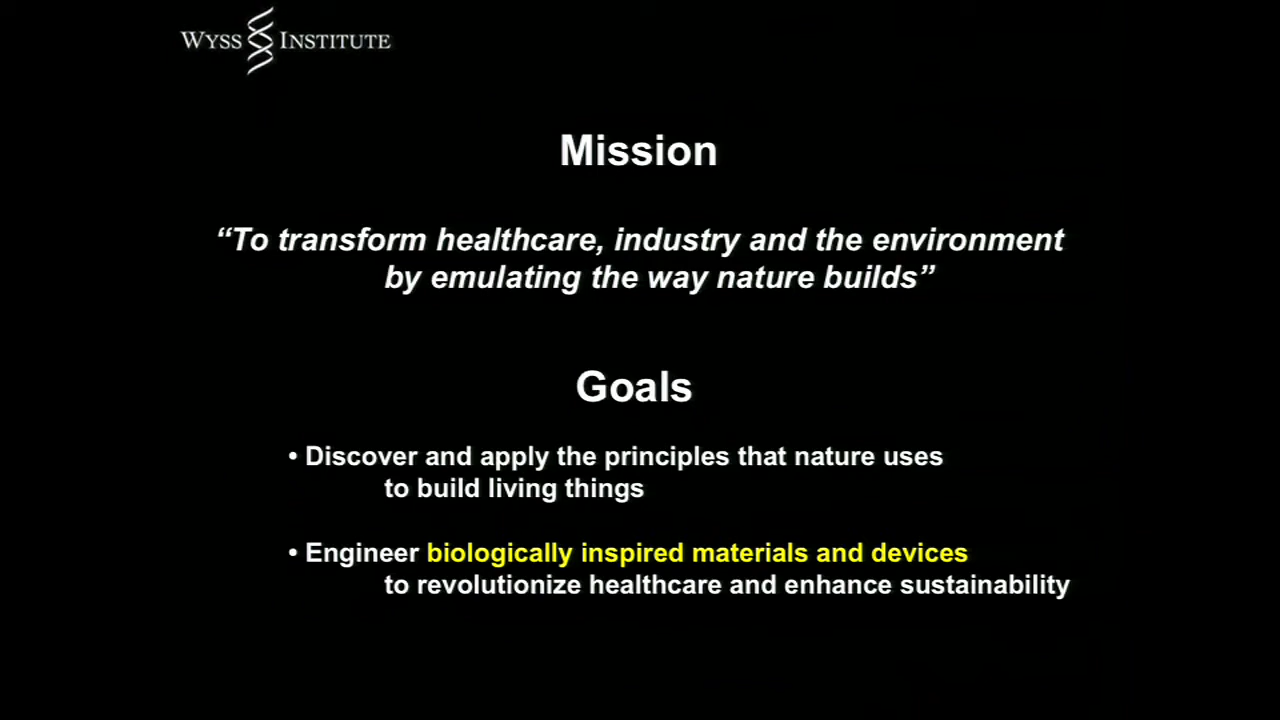 WYSS INSTITUTE
Mission
“To transform healthcare, industry and the environment
by emulating the way nature builds”
Goals
• Discover and apply the principles that nature uses
to build living things
• Engineer biologically inspired materials and devices
to revolutionize healthcare and enhance sustainability